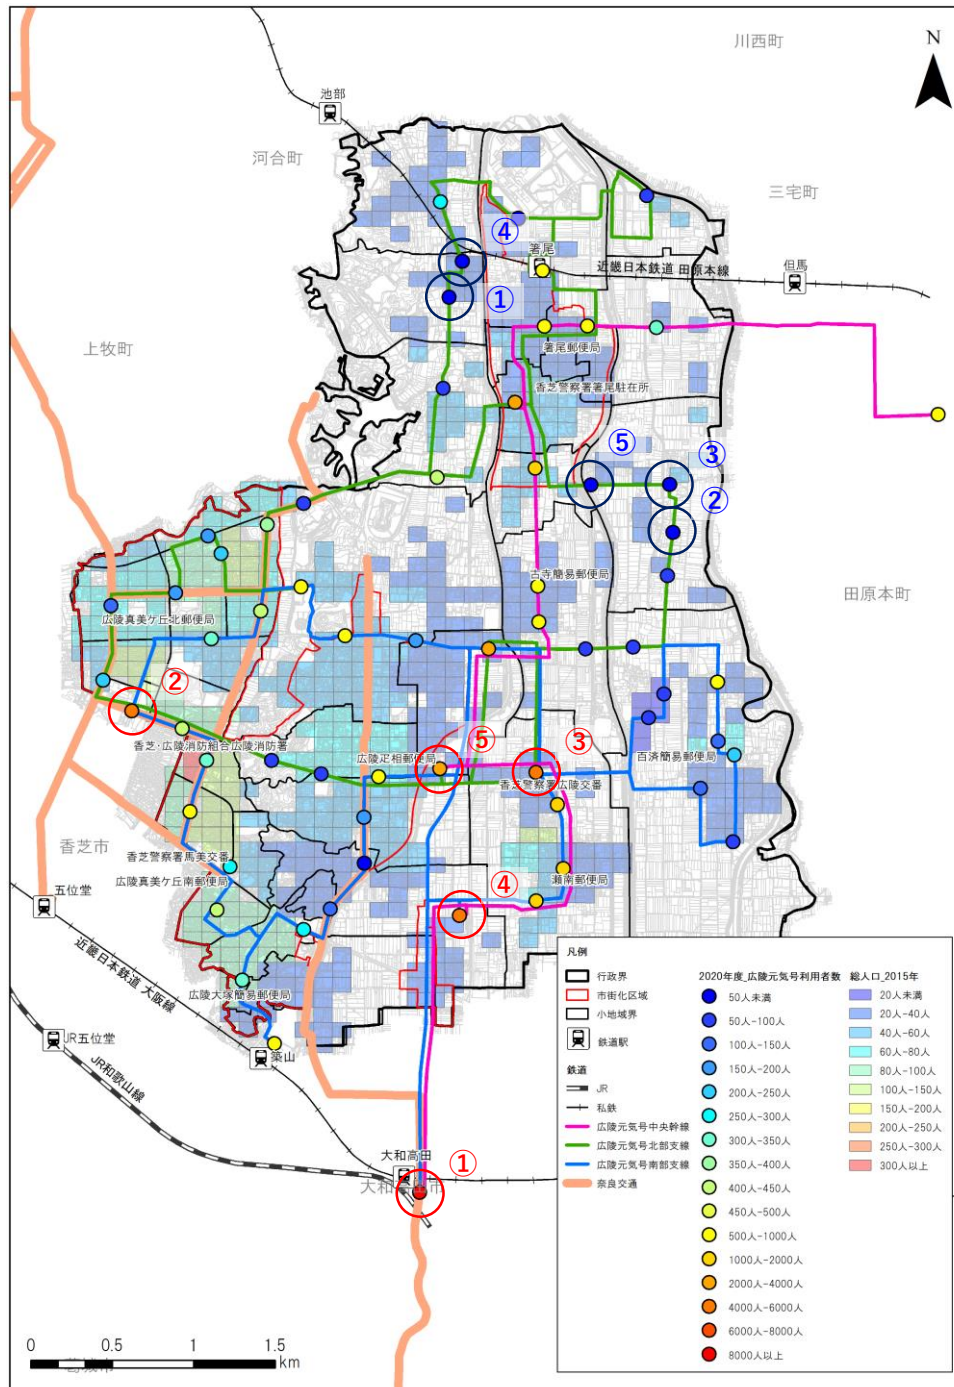 川西町
N
池部
河合町
三宅町
④
箸尾
近畿日本鉄道 田原本線
但馬
①
上牧町
箸尾郵便局
香芝警察署箸尾駐在所
⑤
③
②
古寺簡易郵便局
田原本町
広陵真美ケ丘北郵便局
②
香芝・広陵消防組合広陵消防署
広陵疋相郵便局
⑤
③
百済簡易郵便局
香芝警察署広陵交番
香芝市
香芝警察署馬美交番
瀬南郵便局
広陵真美ケ丘南郵便局
④
五位堂
近畿日本鉄道 大阪線
広陵大塚簡易郵便局
JR五位堂
築山
JR和歌山線
大和高田
①
凡例
行政界
市街化区域
小地域界
鉄道駅
鉄道
JR
私鉄
広陵元気号中央幹線
広陵元気号北部支線
広陵元気号南部支線
奈良交通
2020年度_広陵元気号利用者数
50人未満
50人-100人
100人-150人
150人-200人
200人-250人
250人-300人
300人-350人
350人-400人
400人-450人
450人-500人
500人-1000人
1000人-2000人
2000人-4000人
4000人-6000人
6000人-8000人
8000人以上
総人口_2015年
20人未満
20人-40人
40人-60人
60人-80人
80人-100人
100人-150人
150人-200人
200人-250人
250人-300人
300人以上
0 0.5 1 1.5
km
葛城市